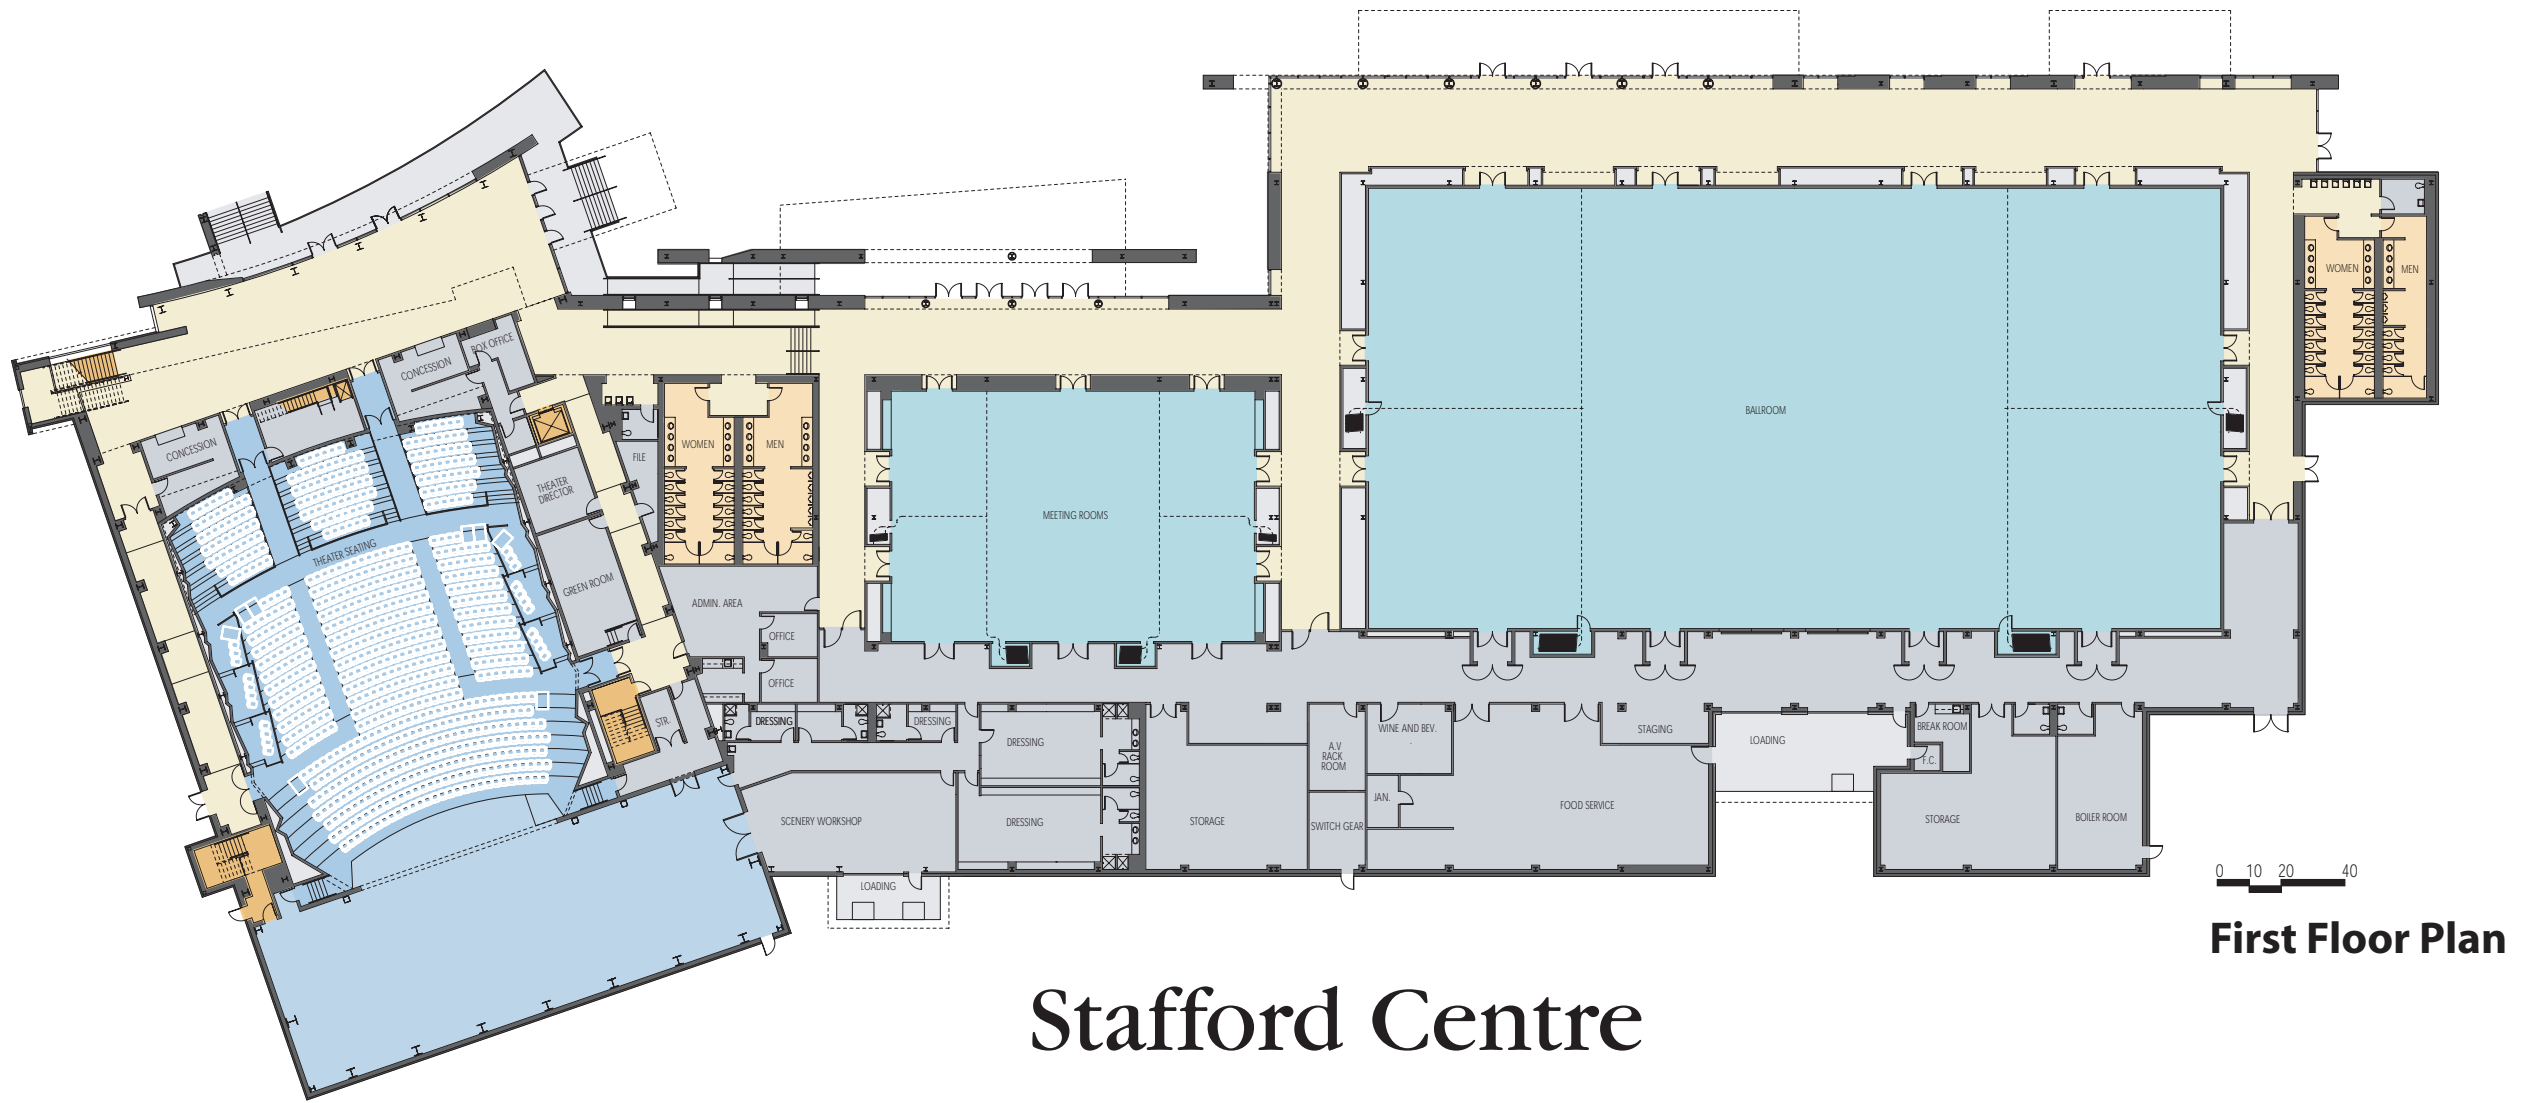 BOX OFFICE
CONCESSION
CONCESSION
THEATER
DIRECTOR
THEATER SEATING
GREEN ROOM
FILE
WOMEN
MEN
WOMEN
MEN
BALLROOM
MEETING ROOMS
ADMIN. AREA
OFFICE
OFFICE
STR.
DRESSING
DRESSING
DRESSING
DRESSING
SCENERY WORKSHOP
LOADING
STORAGE
A.V
RACK
ROOM
SWITCH GEAR
WINE AND BEV.
JAN.
FOOD SERVICE
STAGING
LOADING
BREAK ROOM
F.C.
STORAGE
BOILER ROOM
0 10 20 40
First Floor Plan
Stafford Centre